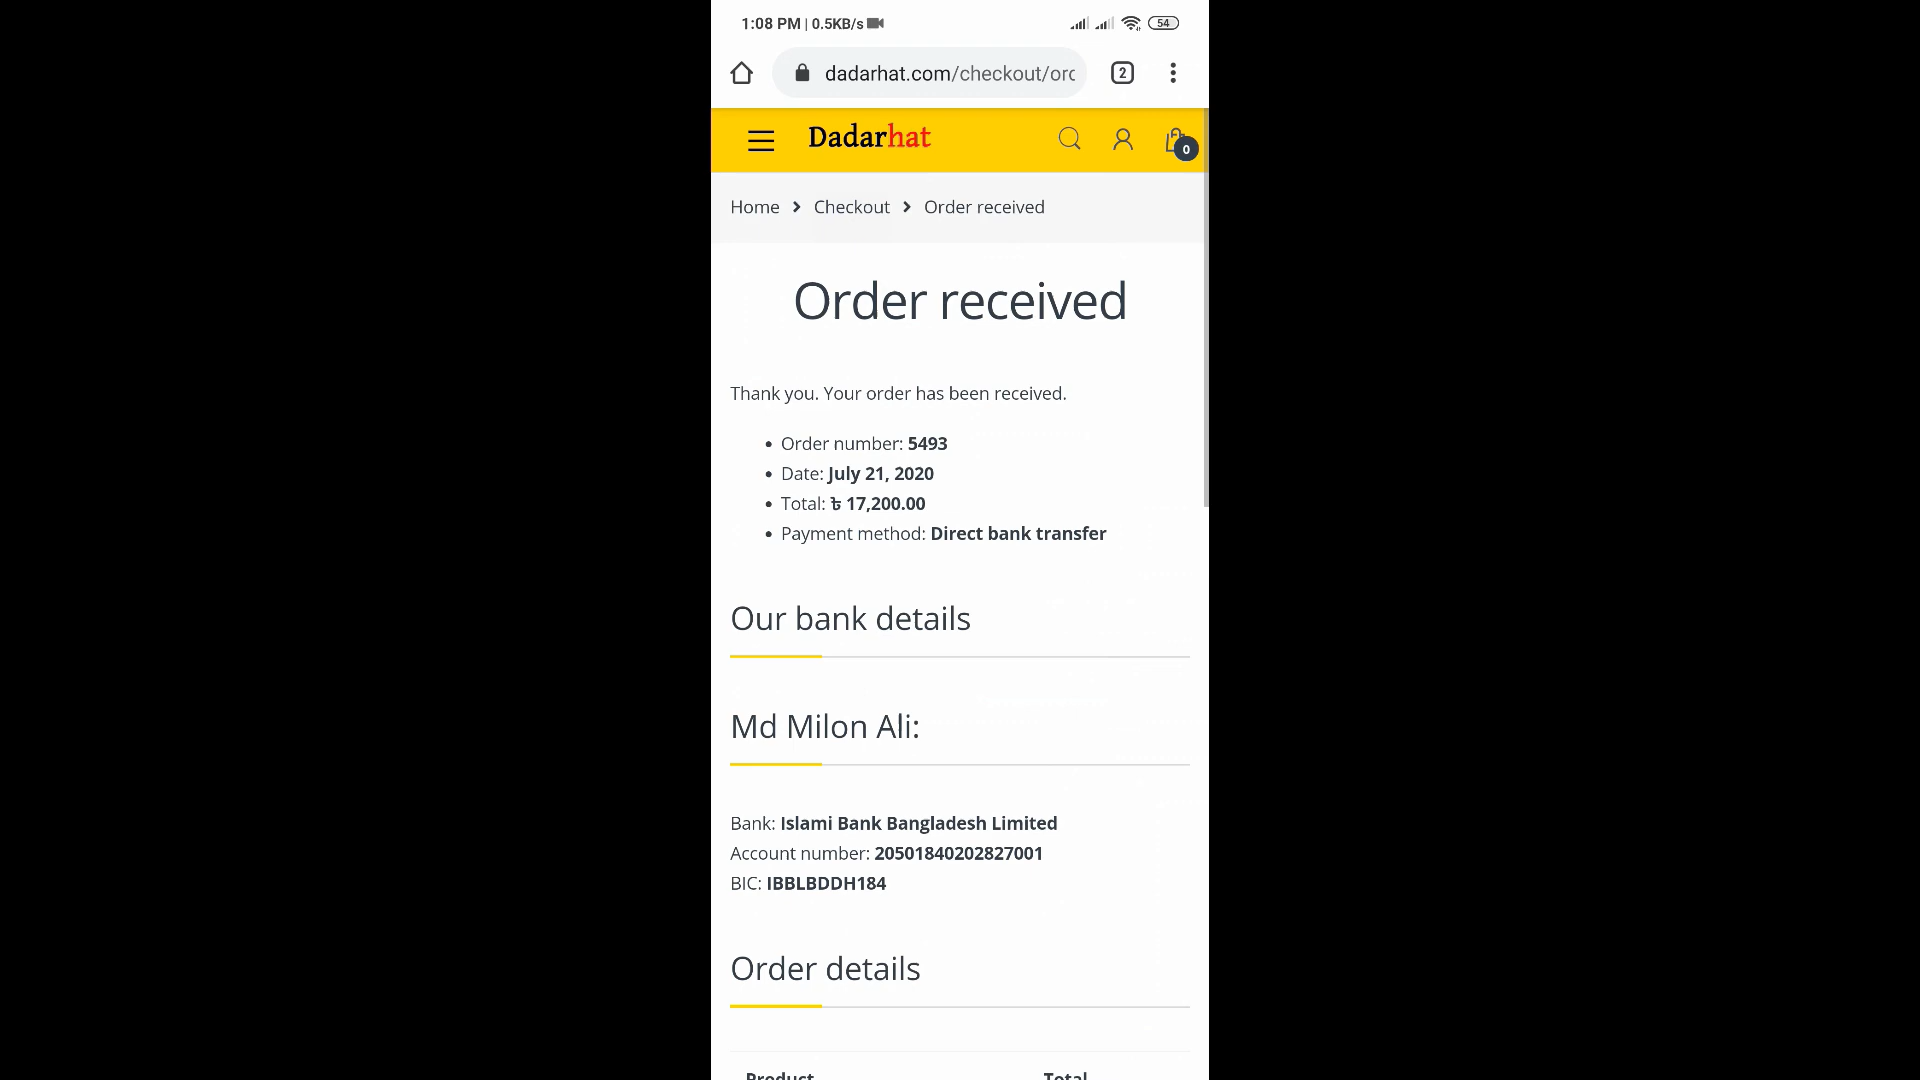 1:08 PM | 0.5KB/s
54
dadarhat.com/checkout/orc
2
Dadarhat
0
Home > Checkout > Order received
Order received
Thank you. Your order has been received.
• Order number: 5493
• Date: July 21, 2020
• Total: ৳ 17,200.00
• Payment method: Direct bank transfer
Our bank details
Md Milon Ali:
Bank: Islami Bank Bangladesh Limited
Account number: 20501840202827001
BIC: IBBLBDDH184
Order details
Product Total